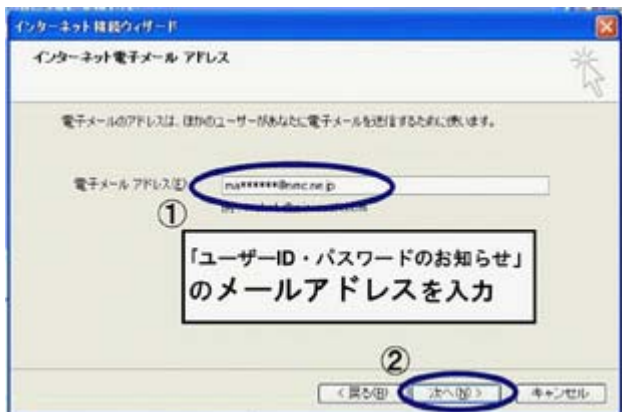 インターネット接続ウィザード
インターネット電子メール アドレス
電子メールのアドレスは、ほかのユーザーがあなたに電子メールを送信するために使います。
電子メール アドレス(E)
na******@nmc.ne.jp
①
「ユーザーID・パスワードのお知らせ」
のメールアドレスを入力
②
< 戻る(B)
次へ(N) >
キャンセル